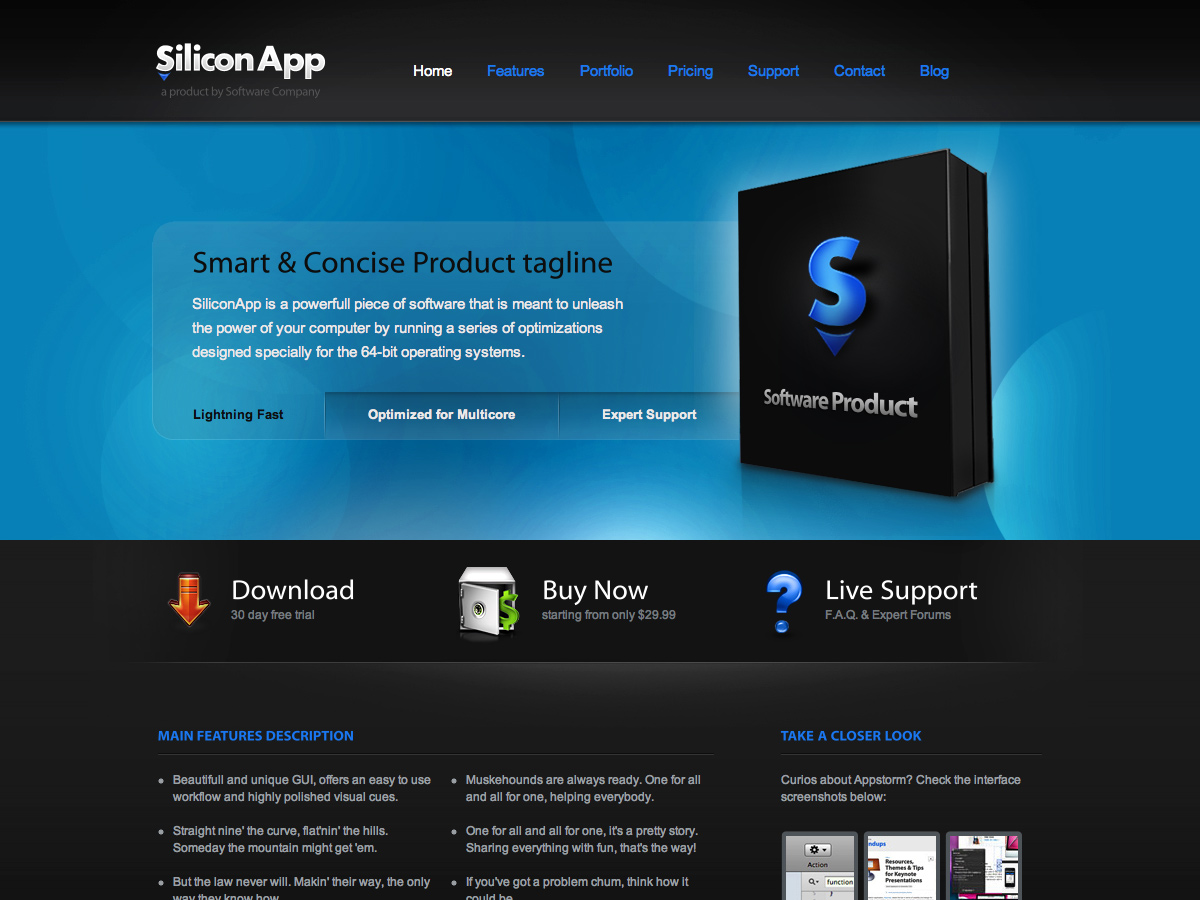 SiliconApp
a product by Software Company
Home Features Portfolio Pricing Support Contact Blog
Smart & Concise Product tagline
SiliconApp is a powerfull piece of software that is meant to unleash
the power of your computer by running a series of optimizations
designed specially for the 64-bit operating systems.
Lightning Fast Optimized for Multicore Expert Support
S
Software Product
Download
30 day free trial
Buy Now
starting from only $29.99
Live Support
F.A.Q. & Expert Forums
MAIN FEATURES DESCRIPTION
Beautifull and unique GUI, offers an easy to use
workflow and highly polished visual cues.
Straight nine' the curve, flat'nin' the hills.
Someday the mountain might get 'em.
But the law never will. Makin' their way, the only
way they know how
Muskehounds are always ready. One for all
and all for one, helping everybody.
One for all and all for one, it's a pretty story.
Sharing everything with fun, that's the way!
If you've got a problem chum, think how it
could be
TAKE A CLOSER LOOK
Curios about Appstorm? Check the interface
screenshots below:
Action
function
ndups
Resources,
Themes & Tips
for Keynote
Presentations